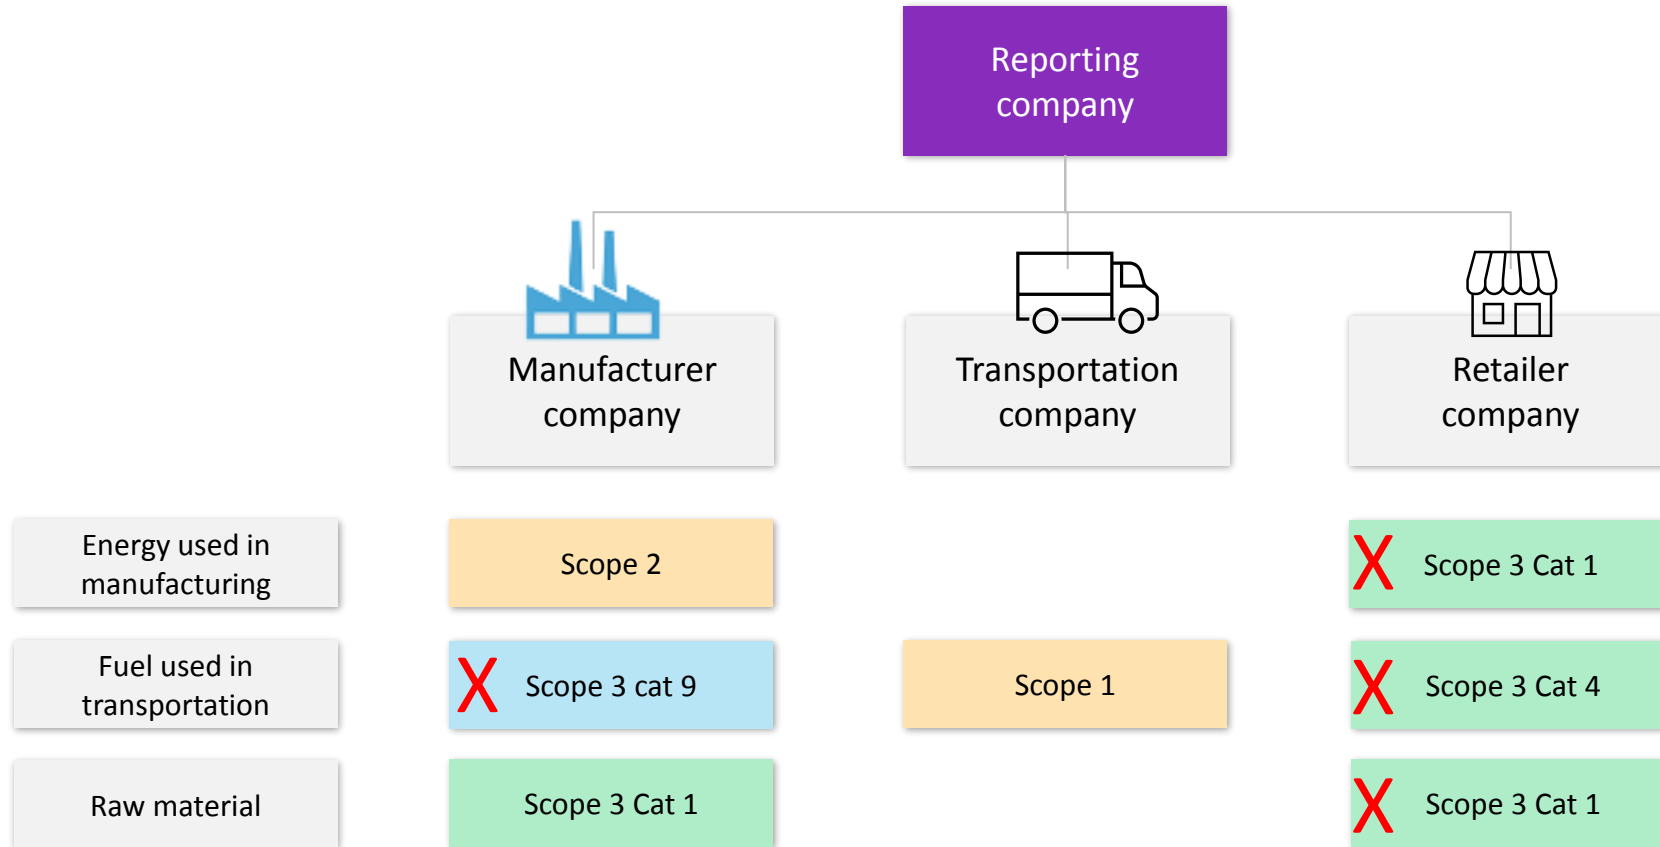 Reporting
company
Manufacturer
company
Transportation
company
Retailer
company
Energy used in
manufacturing
Scope 2
X Scope 3 Cat 1
Fuel used in
transportation
X Scope 3 cat 9
Scope 1
X Scope 3 Cat 4
Raw material
Scope 3 Cat 1
X Scope 3 Cat 1